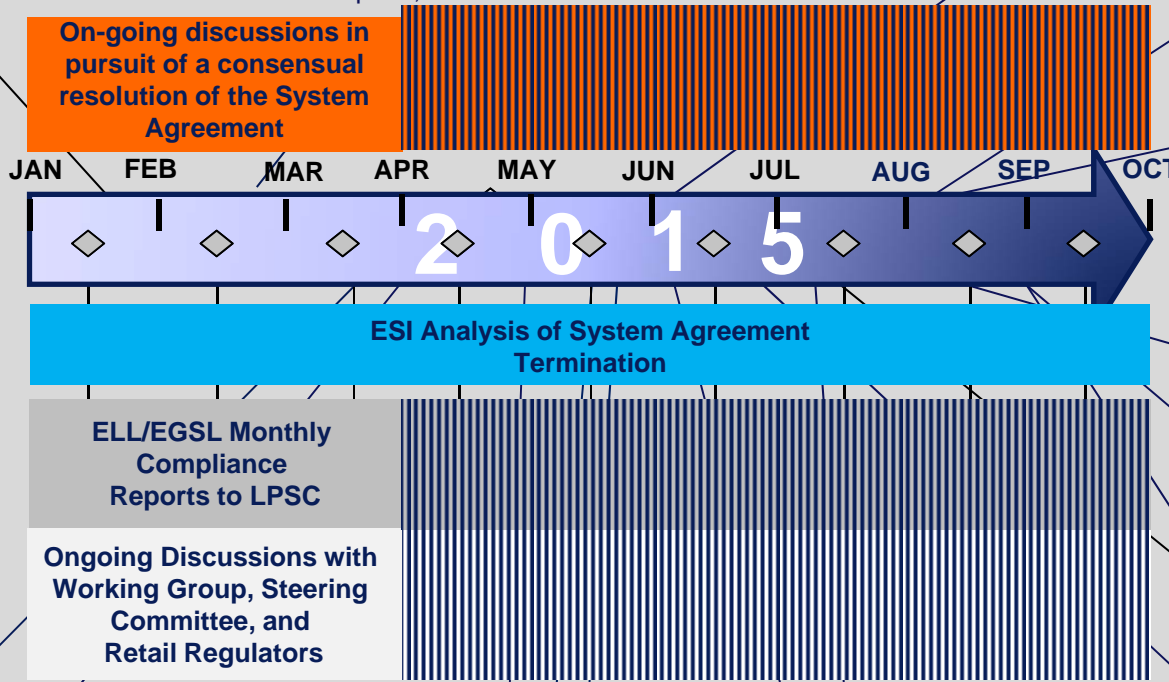 On-going discussions in
pursuit of a consensual
resolution of the System
Agreement
JAN FEB MAR APR MAY JUN JUL AUG SEP OCT
2 0 1 5
ESI Analysis of System Agreement
Termination
ELL/EGSL Monthly
Compliance
Reports to LPSC
Ongoing Discussions with
Working Group, Steering
Committee, and
Retail Regulators